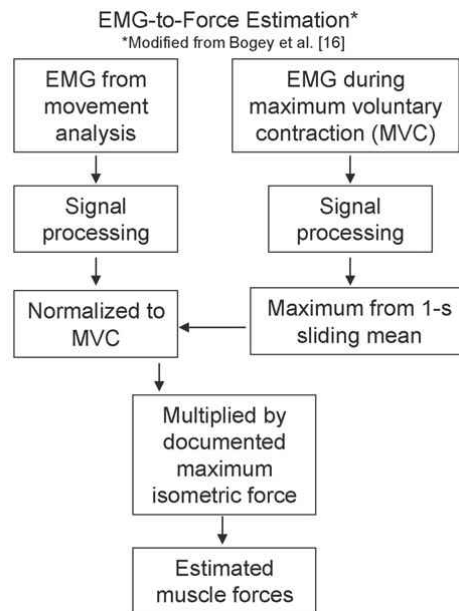 EMG-to-Force Estimation*
*Modified from Bogey et al. [16]
EMG from
movement
analysis
EMG during
maximum voluntary
contraction (MVC)
Signal
processing
Signal
processing
Normalized to
MVC
Maximum from 1-s
sliding mean
Multiplied by
documented
maximum
isometric force
Estimated
muscle forces